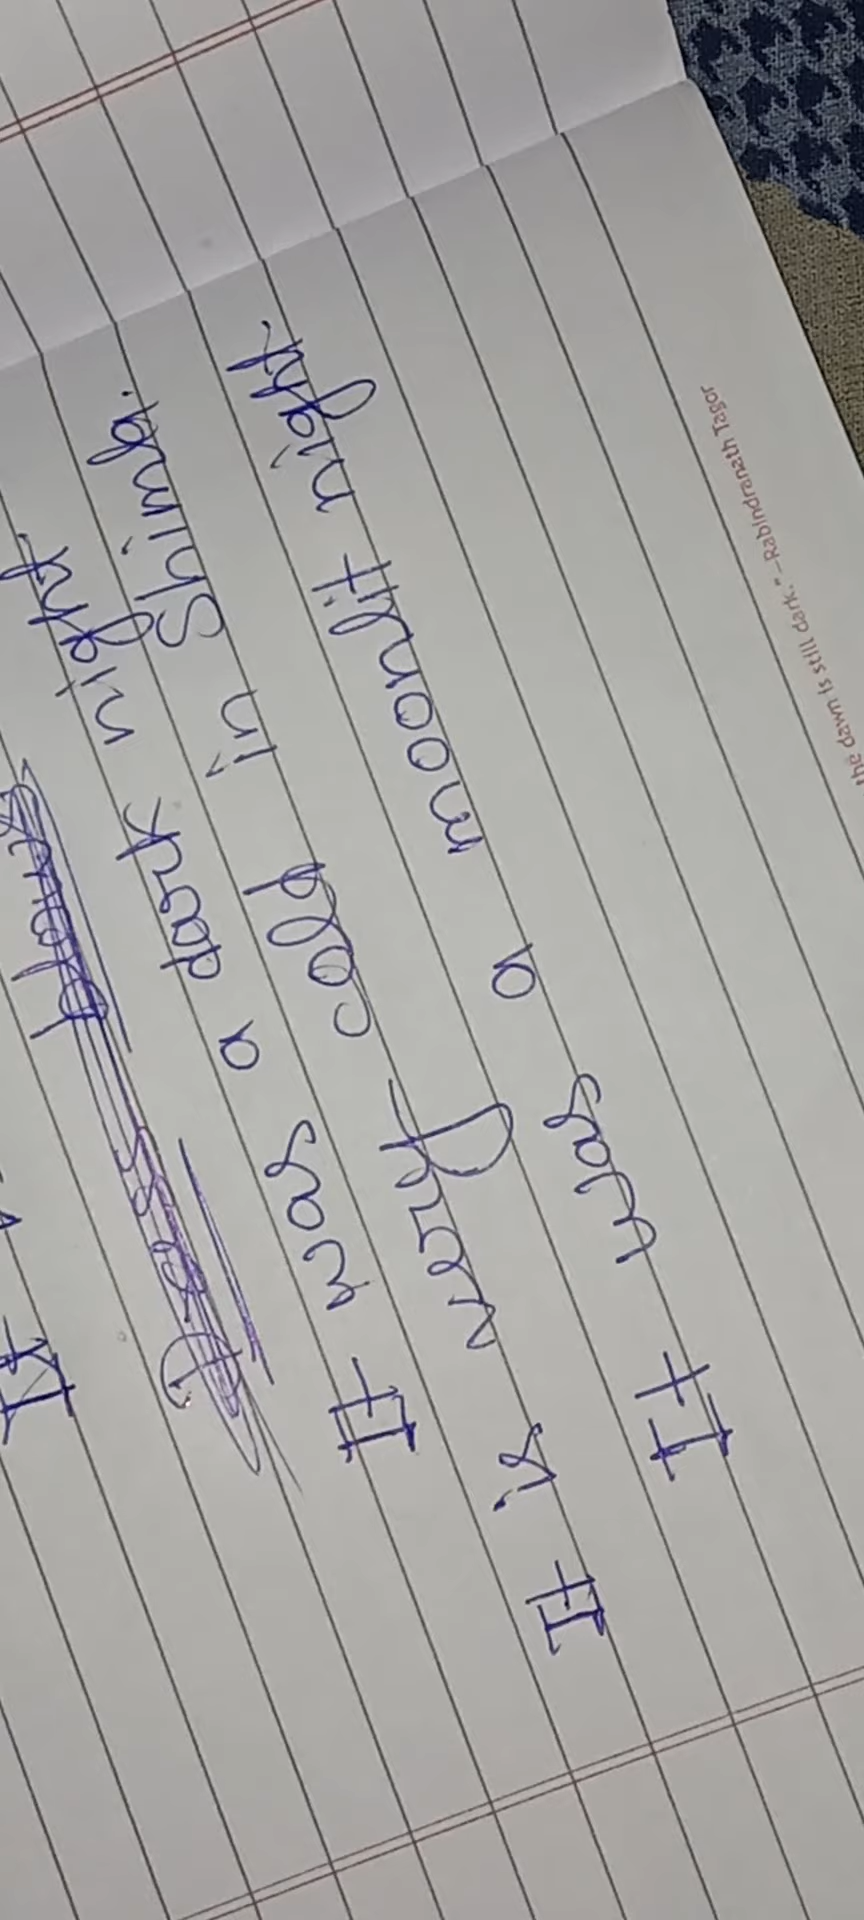 the dawn is still dark." —Rabindranath Tagor
It was a moonlit night.
It is very cold in Shimla.
It was a dark night
It